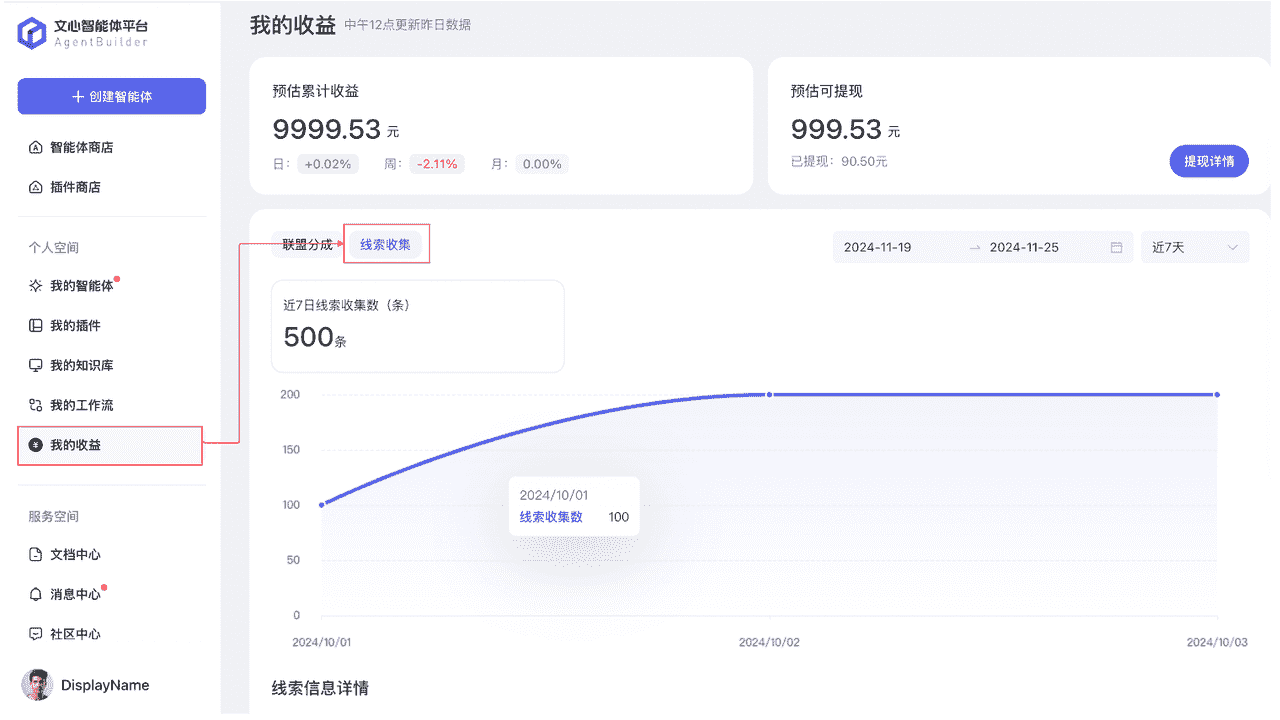 文心智能体平台
AgentBuilder
创建智能体
智能体商店
插件商店
个人空间
我的智能体
我的插件
我的知识库
我的工作流
¥ 我的收益
服务空间
文档中心
消息中心
社区中心
DisplayName
我的收益 中午12点更新昨日数据
预估累计收益
9999.53 元
日: +0.02% 周: -2.11% 月: 0.00%
预估可提现
999.53 元
已提现: 90.50元
提现详情
联盟分成 线索收集
2024-11-19 → 2024-11-25 近7天
近7日线索收集数（条）
500条
200
150
100
50
0
2024/10/01
线索收集数 100
2024/10/01 2024/10/02 2024/10/03
线索信息详情